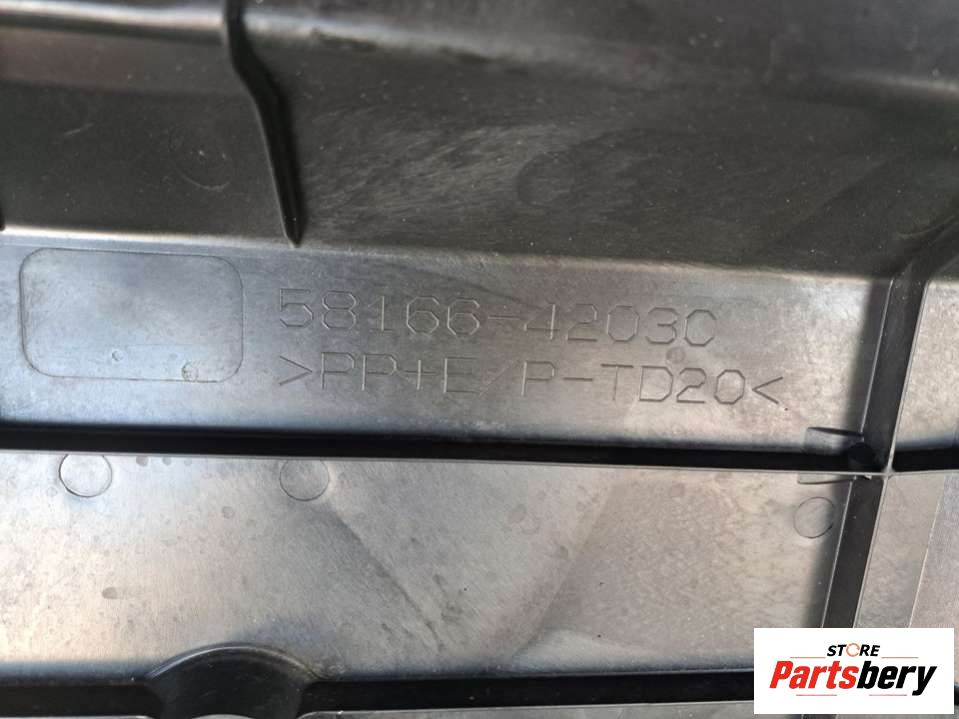 58166-42030
>PP+E/P-TD20<
STORE
Partsbery